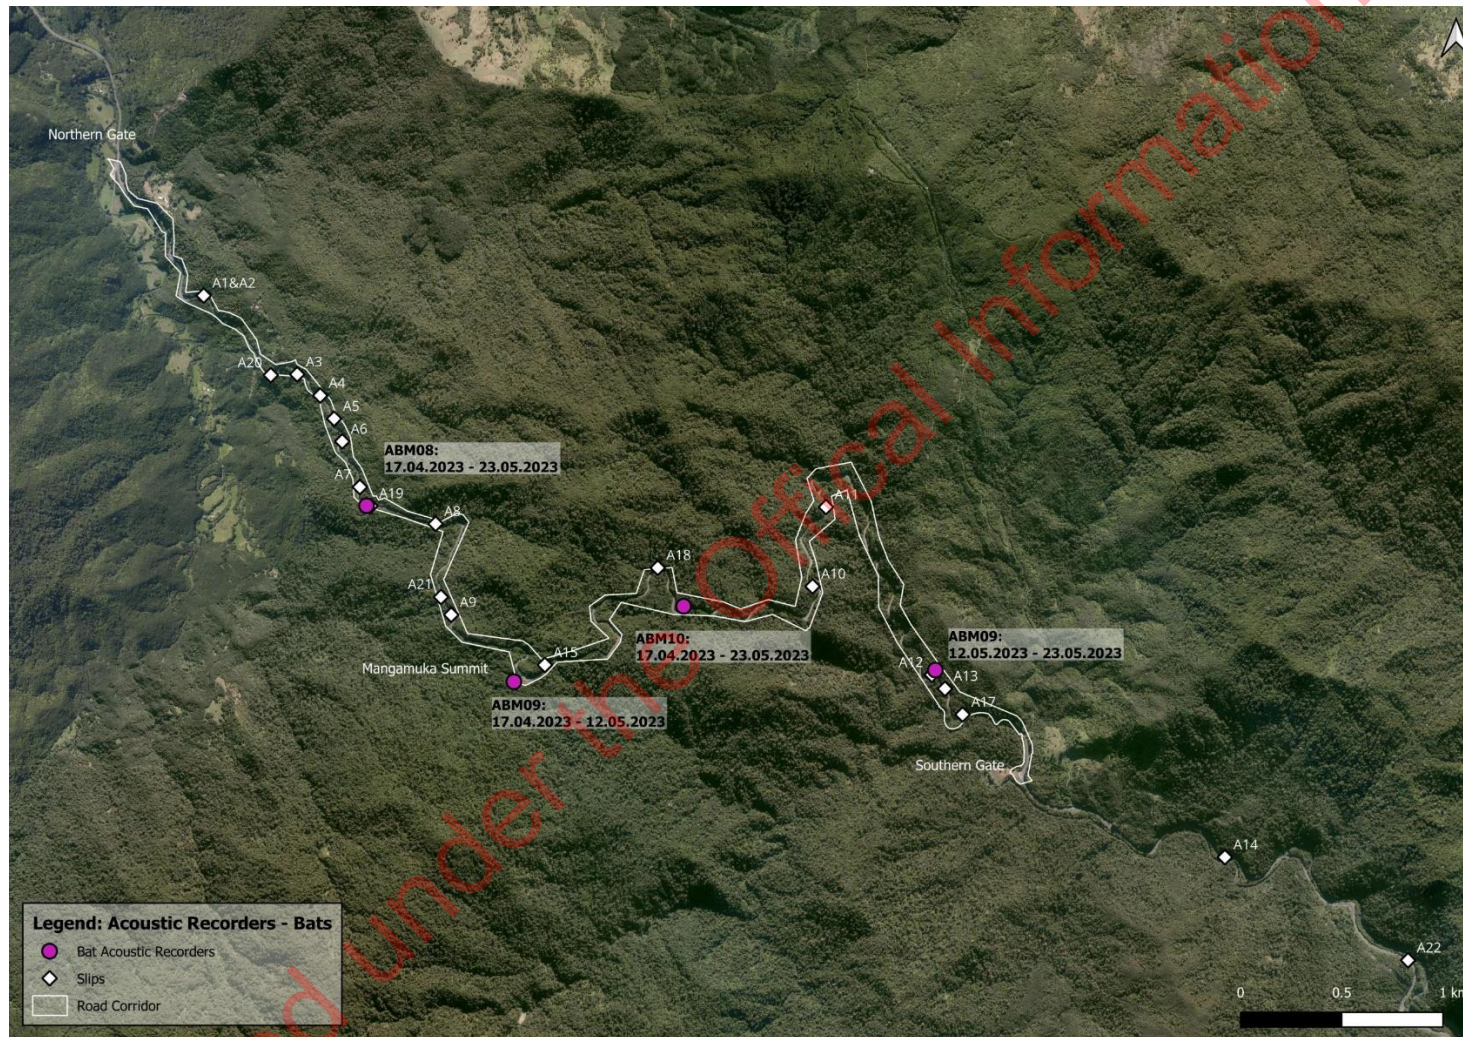 Northern Gate
A1&A2
A20
A3
A4
A5
A6
ABM08:
17.04.2023 - 23.05.2023
A7
A19
A8
A11
A18
A21
A9
A10
ABM10:
17.04.2023 - 23.05.2023
ABM09:
12.05.2023 - 23.05.2023
A15
Mangamuka Summit
A12
A13
ABM09:
17.04.2023 - 12.05.2023
A17
Southern Gate
A14
A22
Legend: Acoustic Recorders - Bats
Bat Acoustic Recorders
Slips
Road Corridor
0 0.5 1 km
under the Offical Information